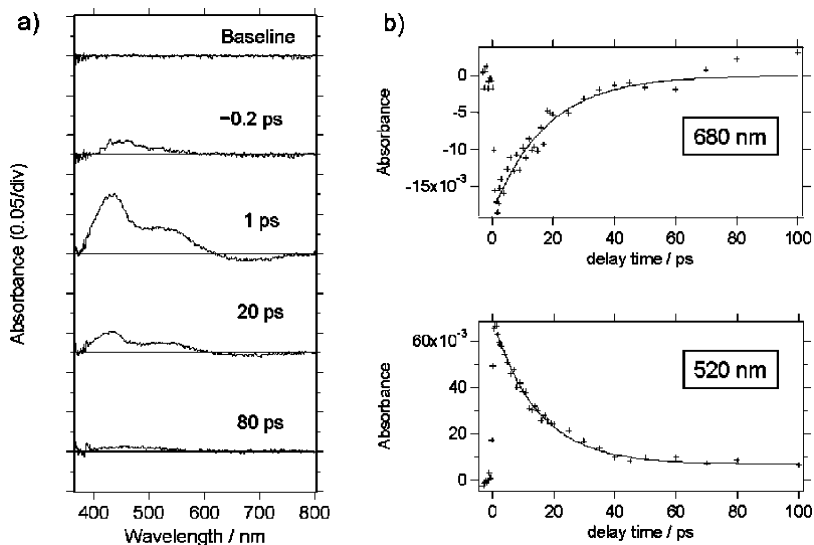 a)
Baseline
−0.2 ps
1 ps
20 ps
80 ps
Absorbance (0.05/div)
400 500 600 700 800
Wavelength / nm
b)
0
-5
-10
-15x10⁻³
Absorbance
680 nm
0 20 40 60 80 100
delay time / ps
60x10⁻³
40
20
0
Absorbance
520 nm
0 20 40 60 80 100
delay time / ps